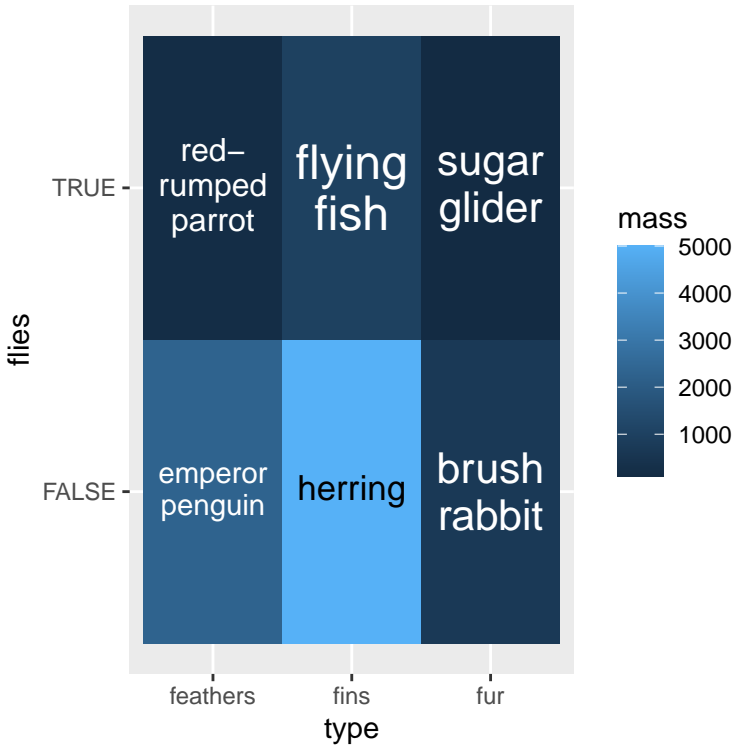 red–
rumped
parrot
flying
fish
sugar
glider
TRUE
mass
5000
4000
3000
2000
1000
flies
emperor
penguin
herring
brush
rabbit
FALSE
feathers
fins
fur
type